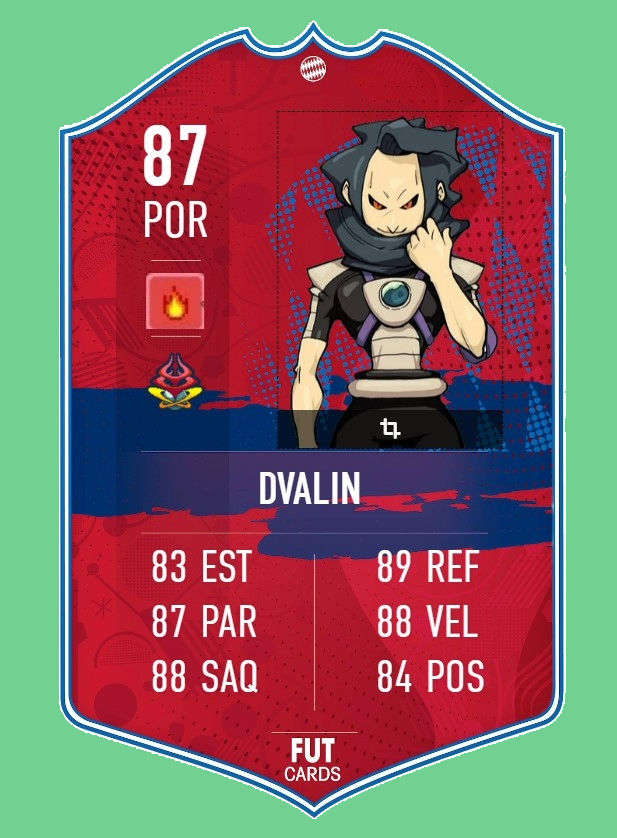 87
POR
DVALIN
83 EST
89 REF
87 PAR
88 VEL
88 SAQ
84 POS
FUT
CARDS